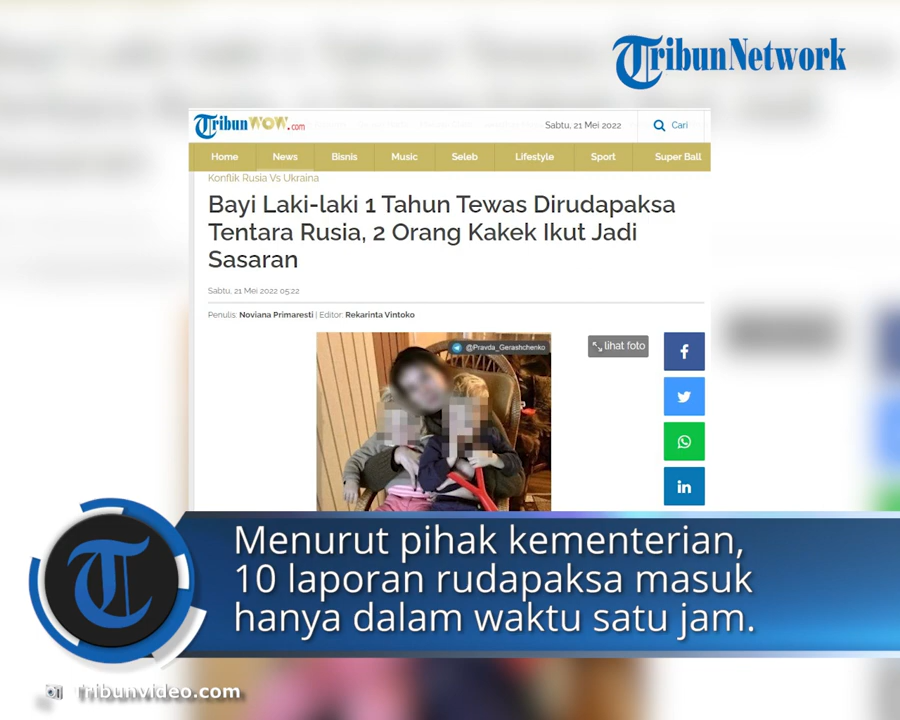 Tribun Network
TribunWOW.com
Sabtu, 21 Mei 2022
Cari
Home News Bisnis Music Seleb Lifestyle Sport Super Ball
Konflik Rusia Vs Ukraina
Bayi Laki-laki 1 Tahun Tewas Dirudapaksa
Tentara Rusia, 2 Orang Kakek Ikut Jadi
Sasaran
Sabtu, 21 Mei 2022 05:22
Penulis: Noviana Primaresti | Editor: Rekarinta Vintoko
@Pravda_Gerashchenko
lihat foto
Menurut pihak kementerian,
10 laporan rudapaksa masuk
hanya dalam waktu satu jam.
Tribunvideo.com